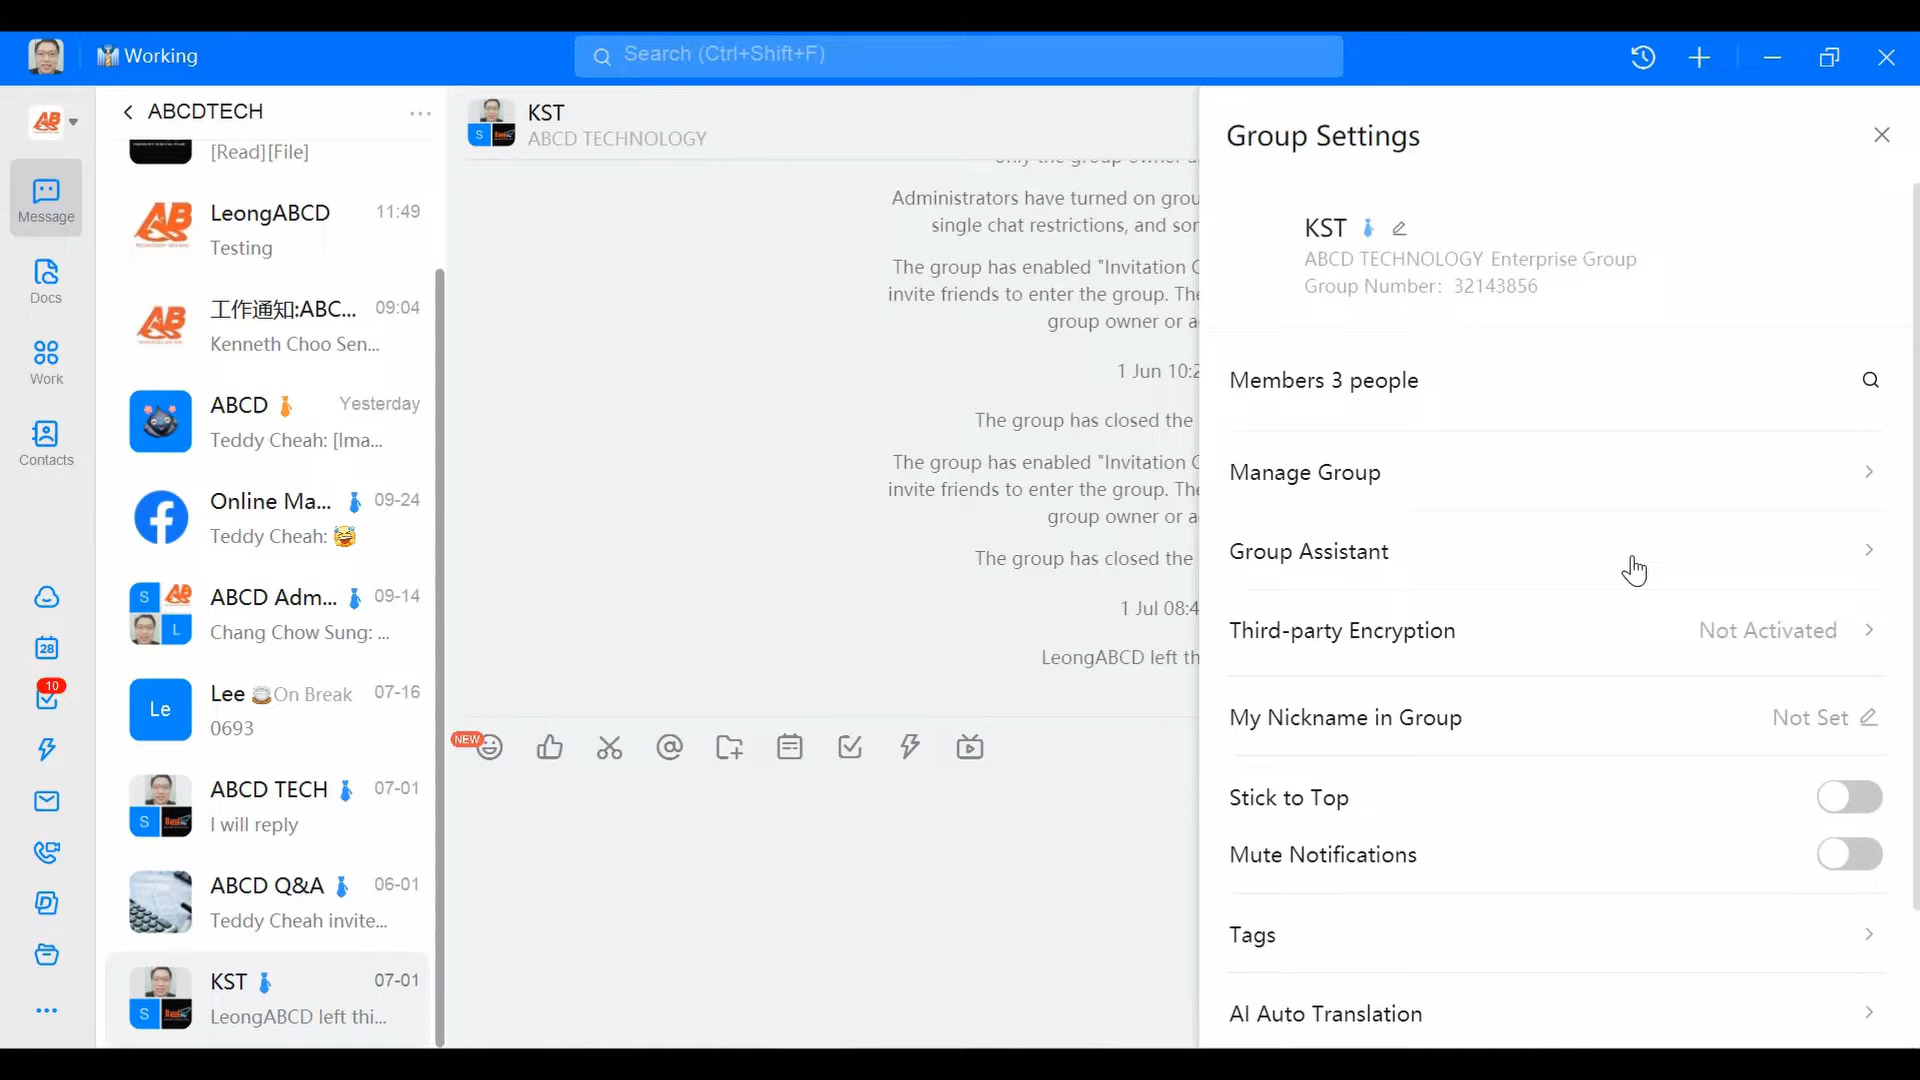 Working
Search (Ctrl+Shift+F)
AB
Message
Docs
Work
Contacts
28
10
ABCDTECH
[Read][File]
LeongABCD 11:49
Testing
工作通知:ABC... 09:04
Kenneth Choo Sen...
ABCD Yesterday
Teddy Cheah: [Ima...
Online Ma... 09-24
Teddy Cheah:
S
L
ABCD Adm... 09-14
Chang Chow Sung: ...
Le
Lee On Break 07-16
0693
S
ABCD TECH 07-01
I will reply
ABCD Q&A 06-01
Teddy Cheah invite...
S
KST 07-01
LeongABCD left thi...
S
KST
ABCD TECHNOLOGY
only the group owner a
Administrators have turned on grou
single chat restrictions, and sor
The group has enabled "Invitation C
invite friends to enter the group. The
group owner or a
1 Jun 10:2
The group has closed the
The group has enabled "Invitation C
invite friends to enter the group. The
group owner or a
The group has closed the
1 Jul 08:4
LeongABCD left th
NEW
Group Settings
KST
ABCD TECHNOLOGY Enterprise Group
Group Number: 32143856
Members 3 people
Manage Group
Group Assistant
Third-party Encryption Not Activated
My Nickname in Group Not Set
Stick to Top
Mute Notifications
Tags
AI Auto Translation